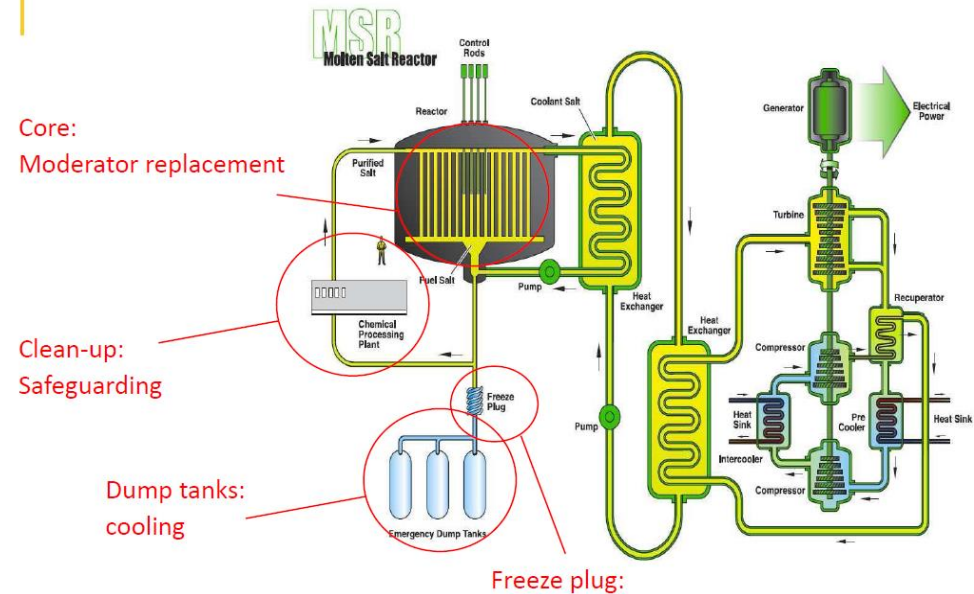 MSR
Molten Salt Reactor
Control
Rods
Reactor
Coolant Salt
Generator
Electrical
Power
Core:
Moderator replacement
Purified
Salt
Turbine
Fuel Salt
Pump
Heat
Exchanger
Heat
Exchanger
Recuperator
Chemical
Processing
Plant
Clean-up:
Safeguarding
Compressor
Freeze
Plug
Pump
Heat
Sink
Pre
Cooler
Heat Sink
Intercooler
Compressor
Dump tanks:
cooling
Emergency Dump Tanks
Freeze plug: